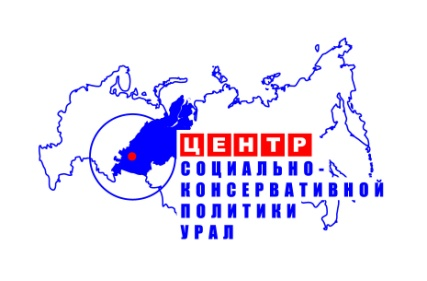 ЦЕНТР
СОЦИАЛЬНО-
КОНСЕРВАТИВНОЙ
ПОЛИТИКИ
УРАЛ